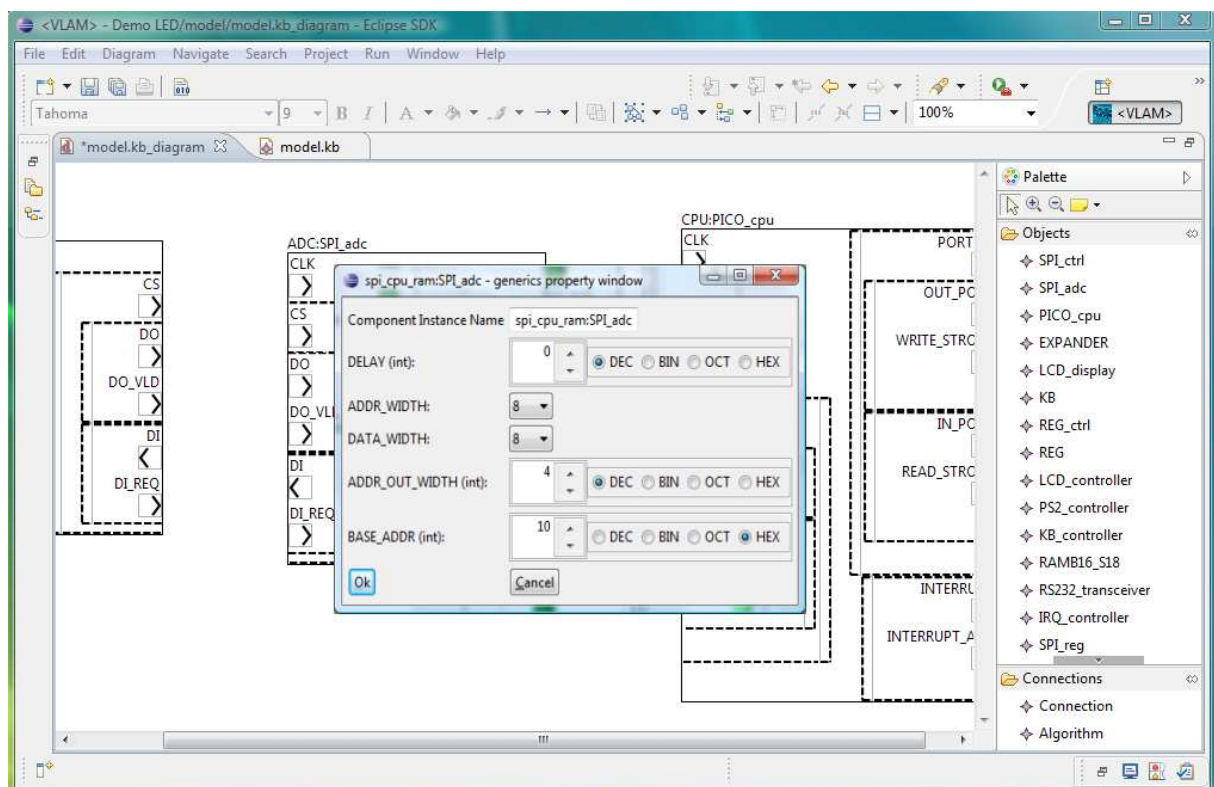 <VLAM> - Demo LED/model/model.kb_diagram - Eclipse SDK
File Edit Diagram Navigate Search Project Run Window Help
010
Tahoma 9 B I A 100% <VLAM>
*model.kb_diagram model.kb
Palette
Objects
SPI_ctrl
SPI_adc
PICO_cpu
EXPANDER
LCD_display
KB
REG_ctrl
REG
LCD_controller
PS2_controller
KB_controller
RAMB16_S18
RS232_transceiver
IRQ_controller
SPI_reg
Connections
Connection
Algorithm
CS
DO
DO_VLD
DI
DI_REQ
ADC:SPI_adc
CLK
CS
DO
DO_VL
DI
DI_REQ
CPU:PICO_cpu
CLK
PORT
OUT_PO
WRITE_STRO
IN_PO
READ_STRO
INTERRU
INTERRUPT_A
spi_cpu_ram:SPI_adc - generics property window
Component Instance Name spi_cpu_ram:SPI_adc
DELAY (int): 0 DEC BIN OCT HEX
ADDR_WIDTH: 8
DATA_WIDTH: 8
ADDR_OUT_WIDTH (int): 4 DEC BIN OCT HEX
BASE_ADDR (int): 10 DEC BIN OCT HEX
Ok Cancel